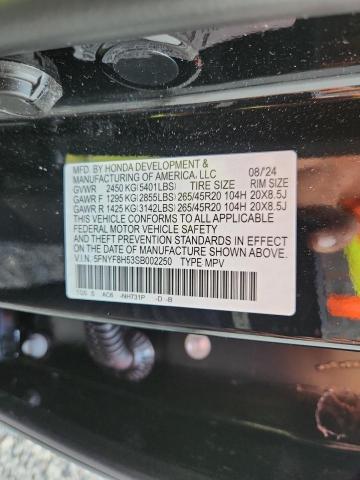 MFD. BY HONDA DEVELOPMENT &
MANUFACTURING OF AMERICA, LLC 08/24
GVWR 2450 KG(5401LBS) TIRE SIZE RIM SIZE
GAWR F 1295 KG(2855LBS) 265/45R20 104H 20X8.5J
GAWR R 1425 KG(3142LBS) 265/45R20 104H 20X8.5J
THIS VEHICLE CONFORMS TO ALL APPLICABLE
FEDERAL MOTOR VEHICLE SAFETY, BUMPER
AND THEFT PREVENTION STANDARDS IN EFFECT
ON THE DATE OF MANUFACTURE SHOWN ABOVE.
V.I.N. 5FNYF8H53SB002250 TYPE MPV
AC6 -NH731P -D -B